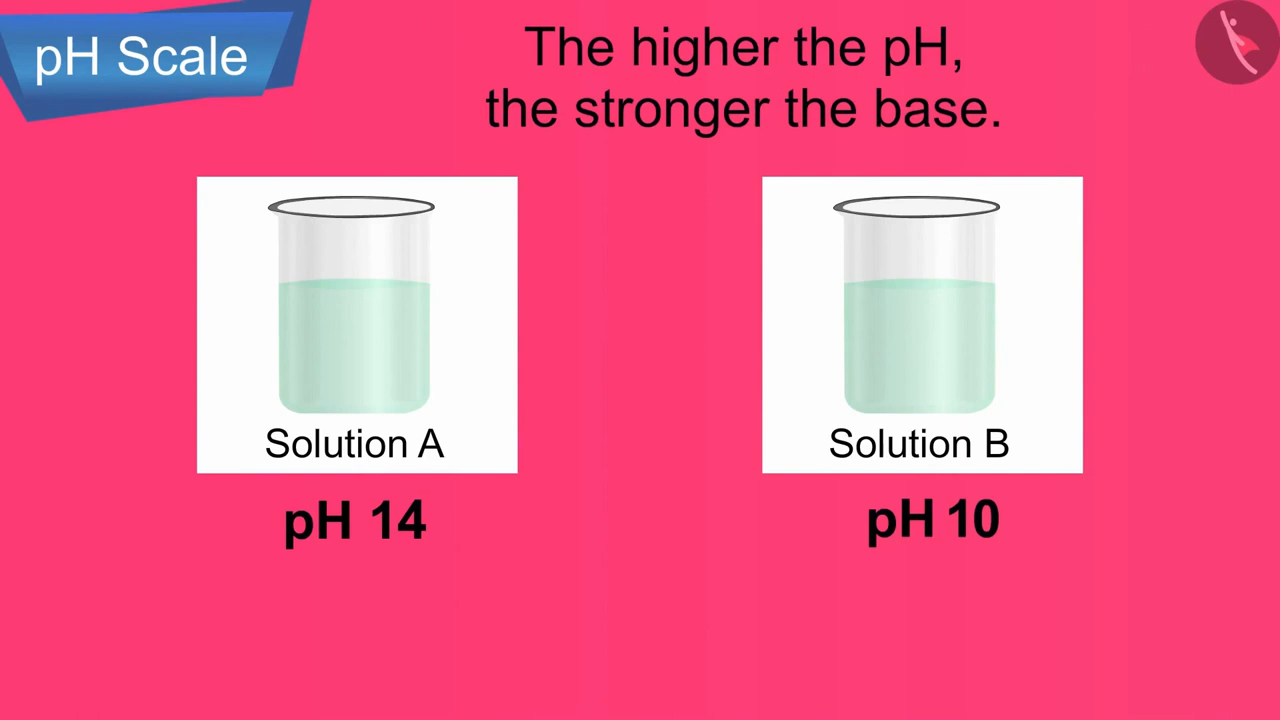 pH Scale
The higher the pH,
the stronger the base.
Solution A
Solution B
pH 14
pH 10